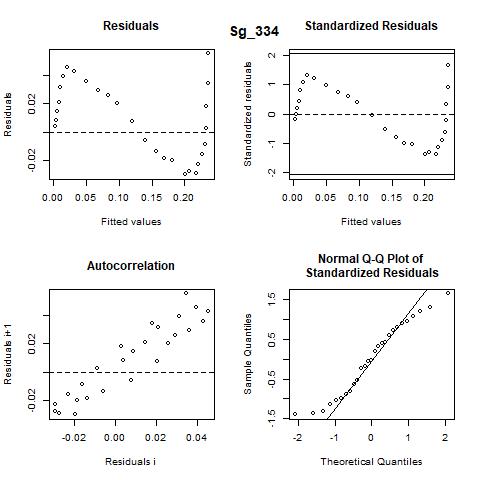 Sg_334
Residuals
Residuals
0.02
-0.02
0.00 0.05 0.10 0.15 0.20
Fitted values
Standardized Residuals
Standardized residuals
2
1
0
-1
-2
0.00 0.05 0.10 0.15 0.20
Fitted values
Autocorrelation
Residuals i+1
0.02
-0.02
-0.02 0.00 0.02 0.04
Residuals i
Normal Q-Q Plot of
Standardized Residuals
Sample Quantiles
1.5
0.5
-0.5
-1.5
-2 -1 0 1 2
Theoretical Quantiles